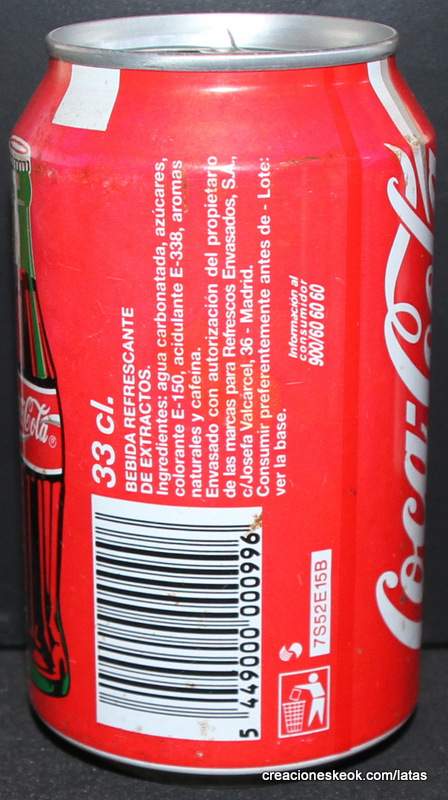 33 cl.
BEBIDA REFRESCANTE
DE EXTRACTOS.
Ingredientes: agua carbonatada, azúcares,
colorante E-150, acidulante E-338, aromas
naturales y cafeina.
Envasado con autorización del propietario
de las marcas para Refrescos Envasados, S.A.,
c/Josefa Valcárcel, 36 - Madrid.
Consumir preferentemente antes de - Lote:
ver la base.
Información al
consumidor
900/60 60 60
5 449000 000996
7S52E15B
Coca-Cola
Cola®
creacioneskeok.com/latas